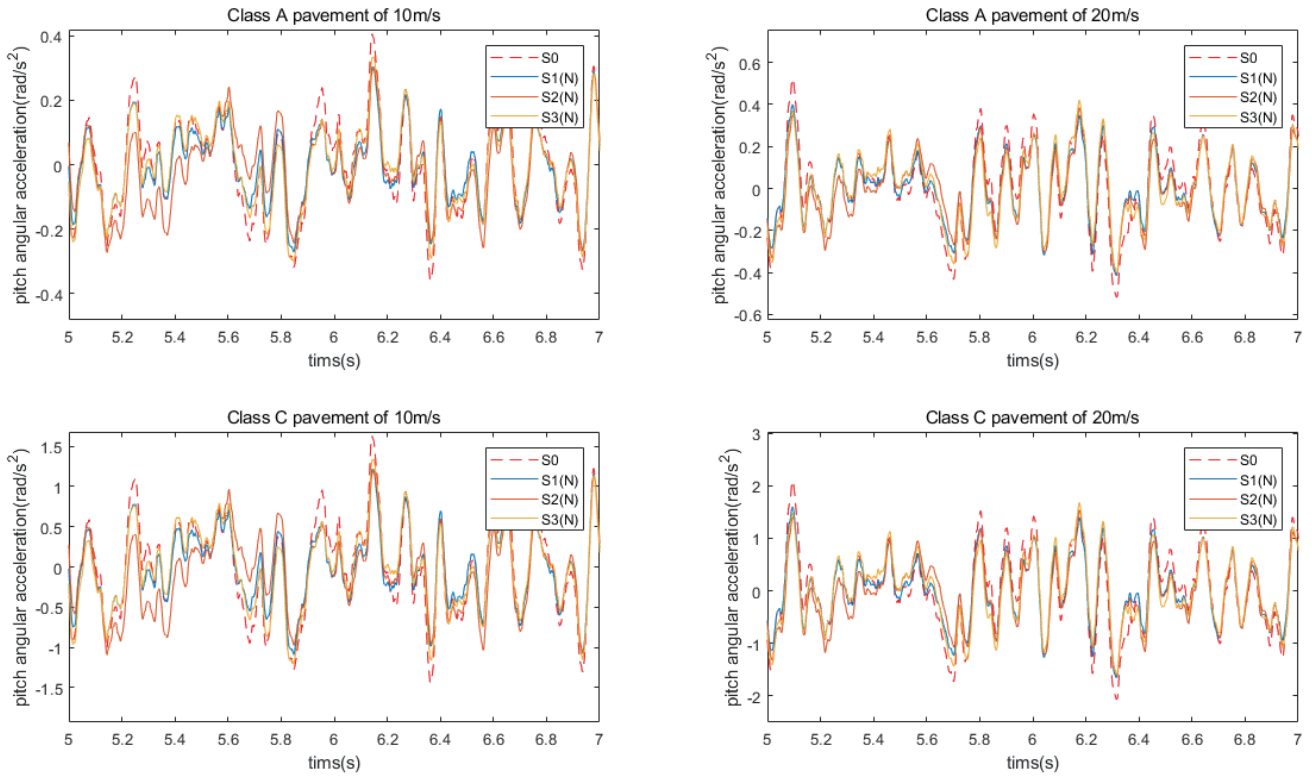 Class A pavement of 10m/s
pitch angular acceleration(rad/s²)
0.4
0.2
0
-0.2
-0.4
S0
S1(N)
S2(N)
S3(N)
5 5.2 5.4 5.6 5.8 6 6.2 6.4 6.6 6.8 7
tims(s)
Class A pavement of 20m/s
pitch angular acceleration(rad/s²)
0.6
0.4
0.2
0
-0.2
-0.4
-0.6
S0
S1(N)
S2(N)
S3(N)
5 5.2 5.4 5.6 5.8 6 6.2 6.4 6.6 6.8 7
tims(s)
Class C pavement of 10m/s
pitch angular acceleration(rad/s²)
1.5
1
0.5
0
-0.5
-1
-1.5
S0
S1(N)
S2(N)
S3(N)
5 5.2 5.4 5.6 5.8 6 6.2 6.4 6.6 6.8 7
tims(s)
Class C pavement of 20m/s
pitch angular acceleration(rad/s²)
3
2
1
0
-1
-2
S0
S1(N)
S2(N)
S3(N)
5 5.2 5.4 5.6 5.8 6 6.2 6.4 6.6 6.8 7
tims(s)